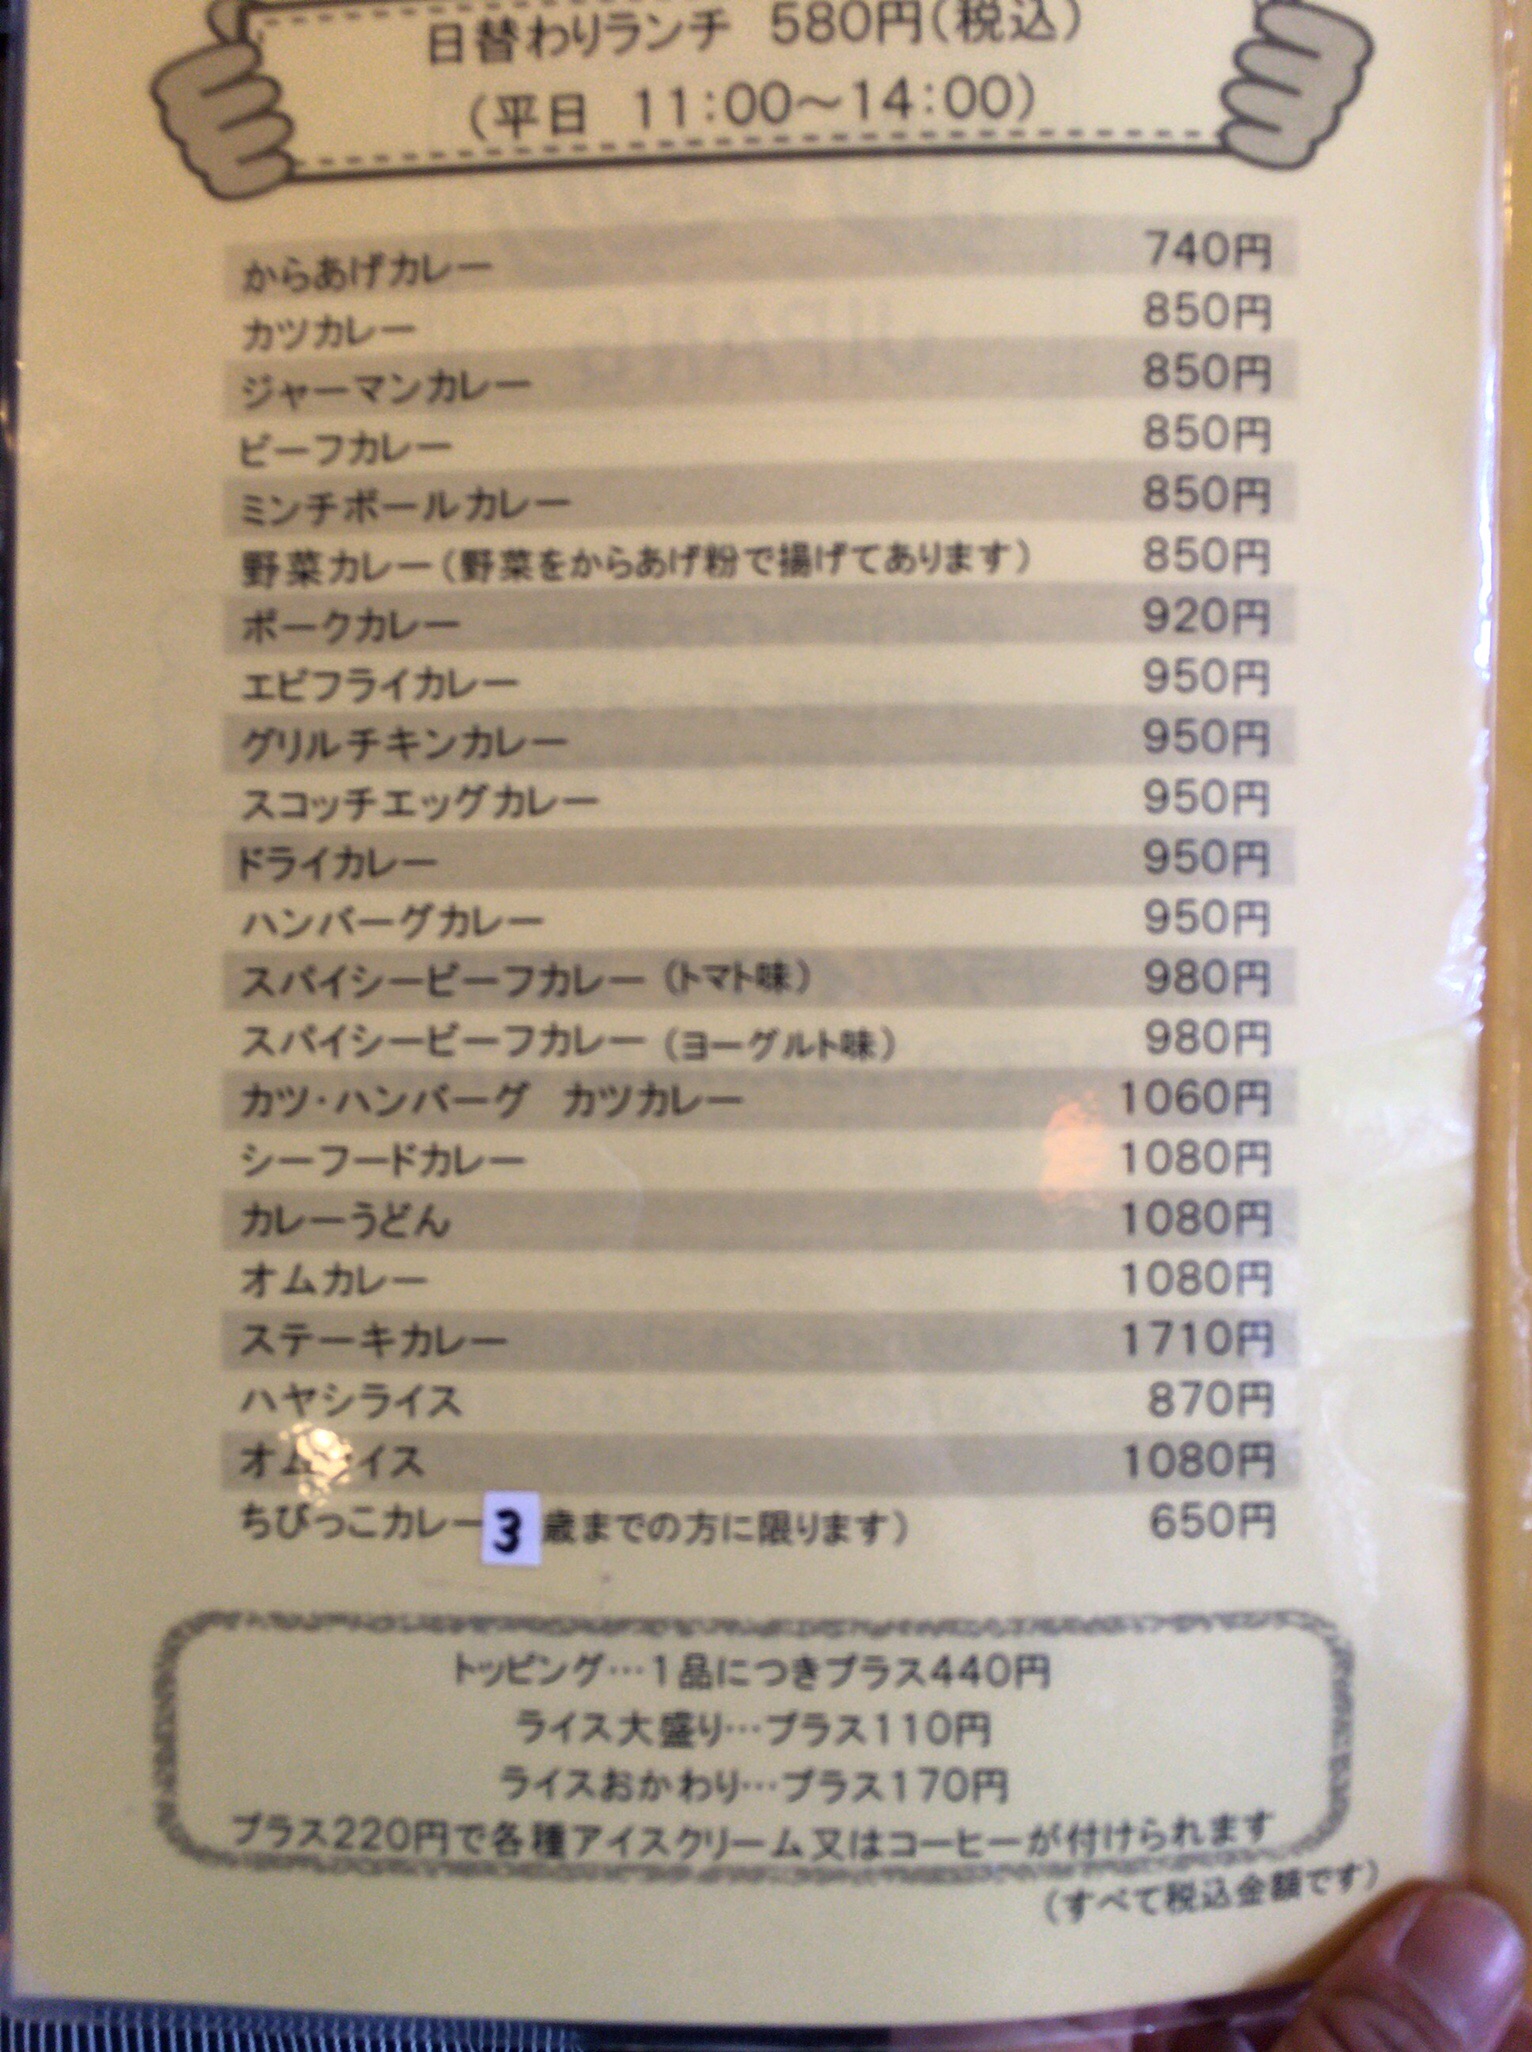 日替わりランチ 580円(税込)
(平日 11:00〜14:00)
からあげカレー 740円
カツカレー 850円
ジャーマンカレー 850円
ビーフカレー 850円
ミンチボールカレー 850円
野菜カレー(野菜をからあげ粉で揚げてあります) 850円
ポークカレー 920円
エビフライカレー 950円
グリルチキンカレー 950円
スコッチエッグカレー 950円
ドライカレー 950円
ハンバーグカレー 950円
スパイシービーフカレー (トマト味) 980円
スパイシービーフカレー (ヨーグルト味) 980円
カツ・ハンバーグ カツカレー 1060円
シーフードカレー 1080円
カレーうどん 1080円
オムカレー 1080円
ステーキカレー 1710円
ハヤシライス 870円
オムライス 1080円
ちびっこカレー3歳までの方に限ります) 650円
トッピング…1品につきプラス440円
ライス大盛り…プラス110円
ライスおかわり…プラス170円
プラス220円で各種アイスクリーム又はコーヒーが付けられます
(すべて税込金額です)